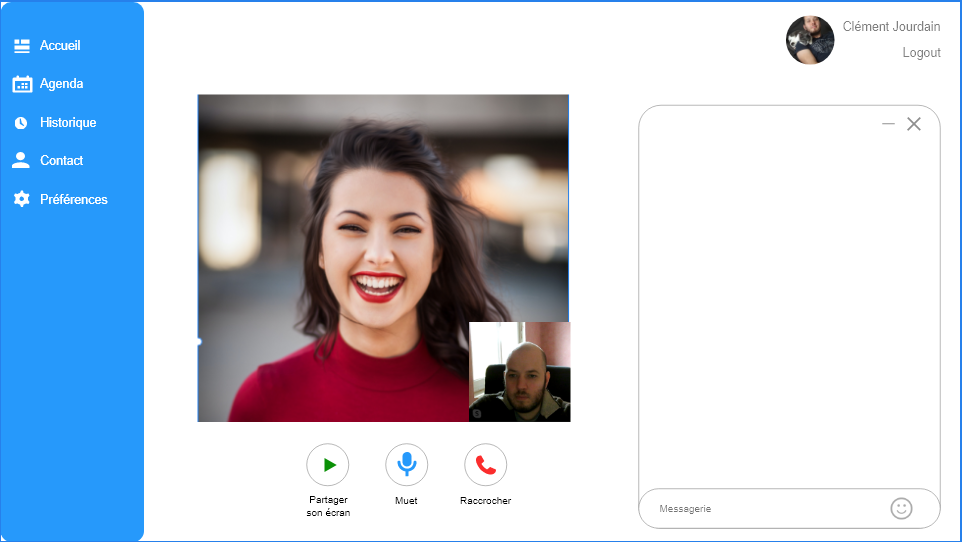 Accueil
Agenda
Historique
Contact
Préférences
Clément Jourdain
Logout
Partager
son écran
Muet
Raccrocher
Messagerie